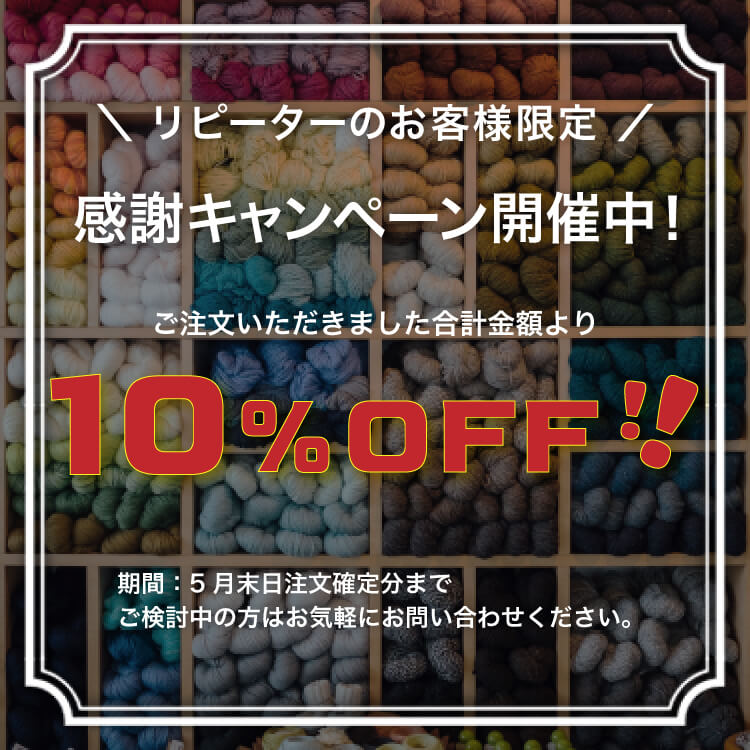 ＼ リピーターのお客様限定 ／
感謝キャンペーン開催中！
ご注文いただきました合計金額より
10%OFF!!
期間：5月末日注文確定分まで
ご検討中の方はお気軽にお問い合わせください。